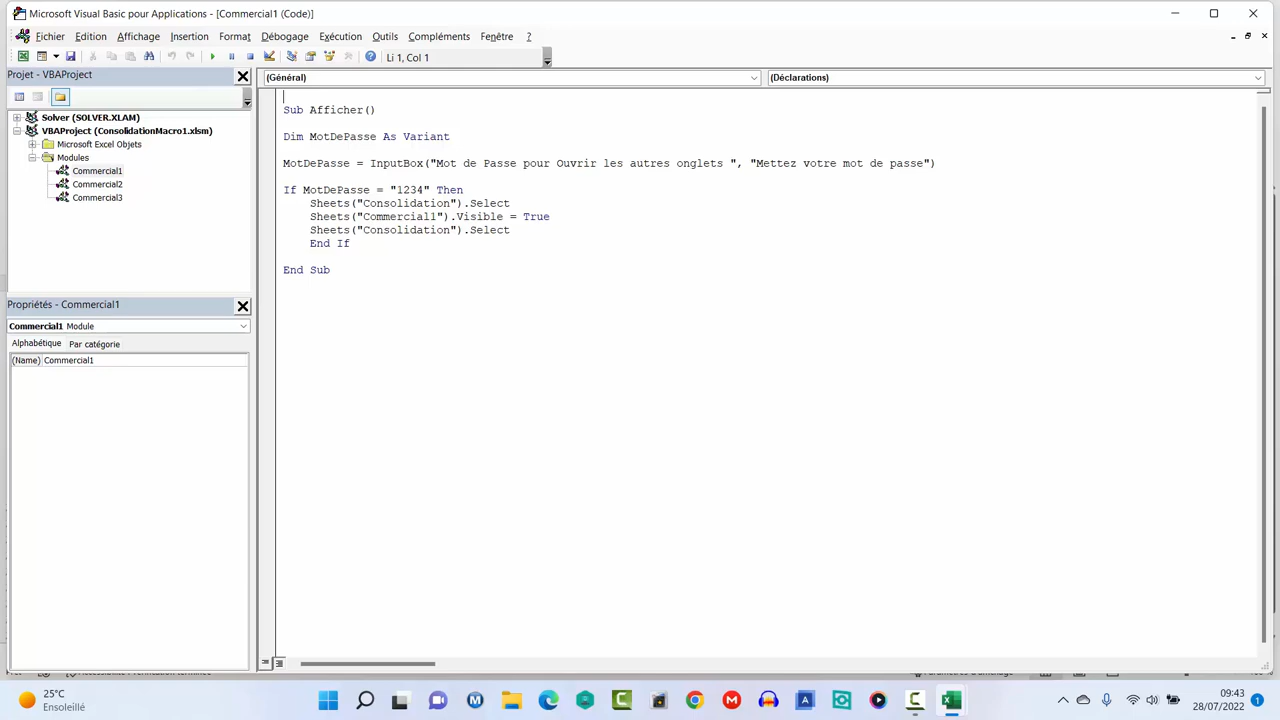 Microsoft Visual Basic pour Applications - [Commercial1 (Code)]
Fichier Edition Affichage Insertion Format Débogage Exécution Outils Compléments Fenêtre ?
Li 1, Col 1
Projet - VBAProject
(Général) (Déclarations)
Solver (SOLVER.XLAM)
VBAProject (ConsolidationMacro1.xlsm)
Microsoft Excel Objets
Modules
Commercial1
Commercial2
Commercial3
Sub Afficher()
Dim MotDePasse As Variant
MotDePasse = InputBox("Mot de Passe pour Ouvrir les autres onglets ", "Mettez votre mot de passe")
If MotDePasse = "1234" Then
Sheets("Consolidation").Select
Sheets("Commercial1").Visible = True
Sheets("Consolidation").Select
End If
End Sub
Propriétés - Commercial1
Commercial1 Module
Alphabétique Par catégorie
(Name) Commercial1
25°C
Ensoleillé
09:43
28/07/2022
1